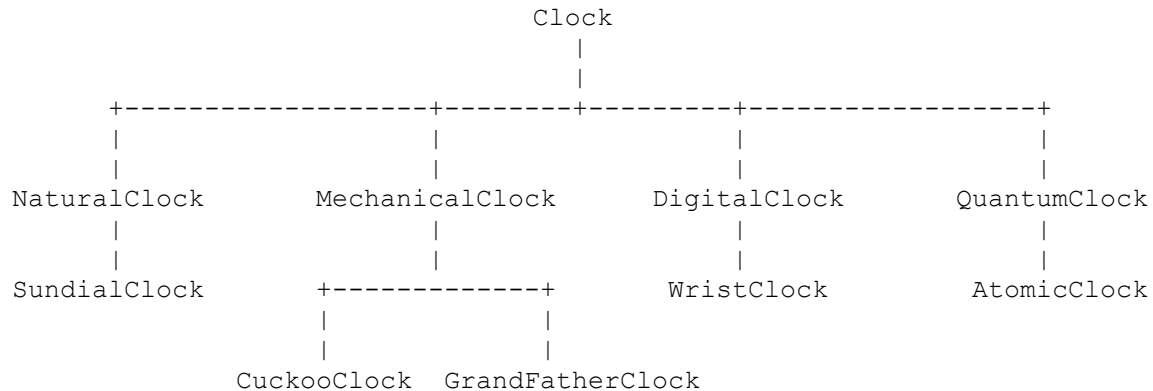 Clock
NaturalClock MechanicalClock DigitalClock QuantumClock
SundialClock WristClock AtomicClock
CuckooClock GrandFatherClock